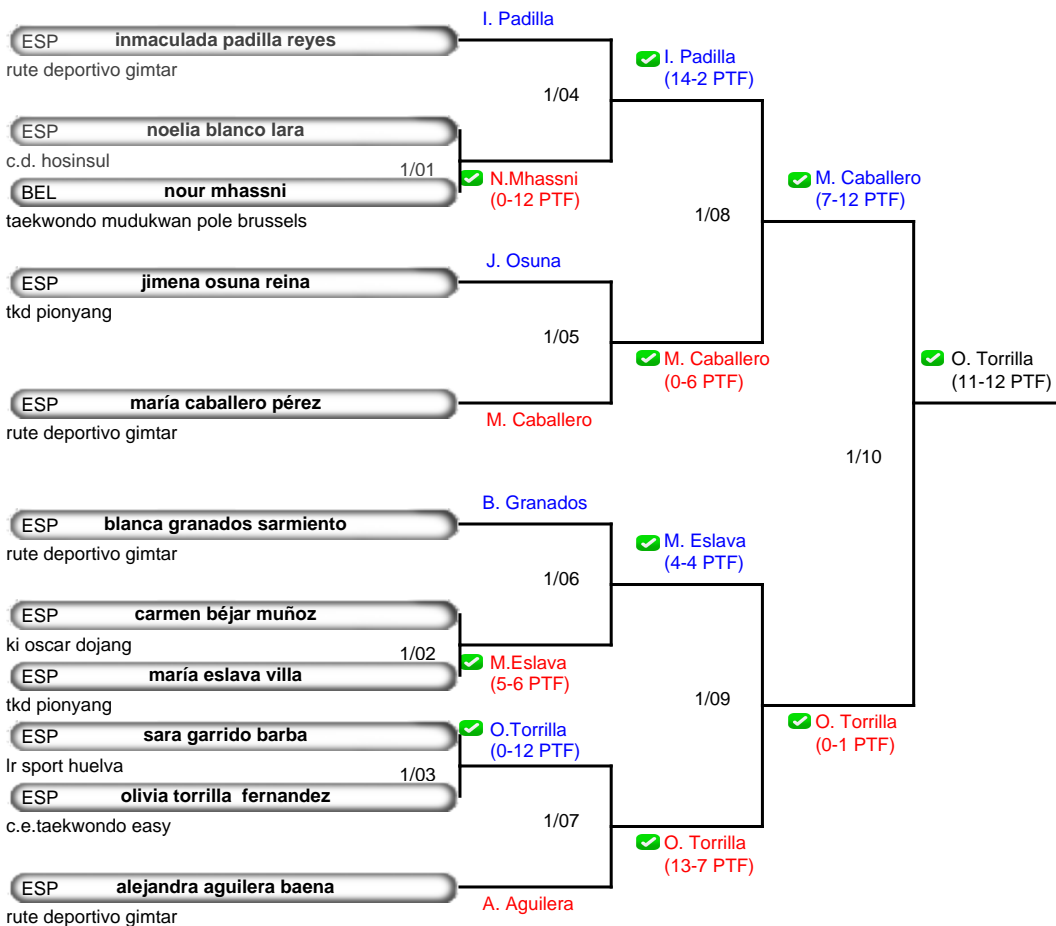 I. Padilla
ESP inmaculada padilla reyes
rute deportivo gimtar
I. Padilla
(14-2 PTF)
1/04
ESP noelia blanco lara
c.d. hosinsul
1/01
BEL nour mhassni
taekwondo mudukwan pole brussels
N.Mhassni
(0-12 PTF)
M. Caballero
(7-12 PTF)
1/08
ESP jimena osuna reina
tkd pionyang
J. Osuna
1/05
M. Caballero
(0-6 PTF)
O. Torrilla
(11-12 PTF)
ESP maría caballero pérez
rute deportivo gimtar
M. Caballero
1/10
ESP blanca granados sarmiento
rute deportivo gimtar
B. Granados
M. Eslava
(4-4 PTF)
1/06
ESP carmen béjar muñoz
ki oscar dojang
1/02
ESP maría eslava villa
tkd pionyang
M.Eslava
(5-6 PTF)
1/09
O. Torrilla
(0-1 PTF)
ESP sara garrido barba
lr sport huelva
O.Torrilla
(0-12 PTF)
1/03
ESP olivia torrilla fernandez
c.e.taekwondo easy
1/07
O. Torrilla
(13-7 PTF)
ESP alejandra aguilera baena
rute deportivo gimtar
A. Aguilera